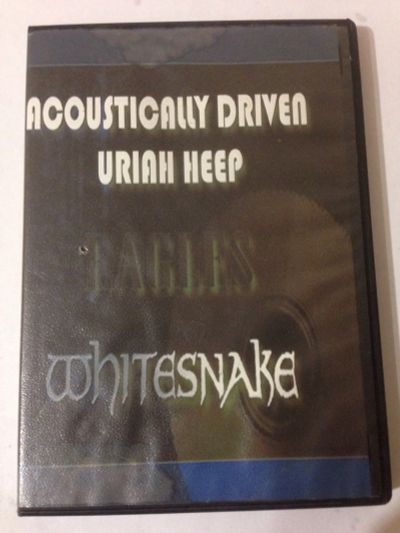 ACOUSTICALLY DRIVEN
URIAH HEEP
EAGLES
WHITESNAKE